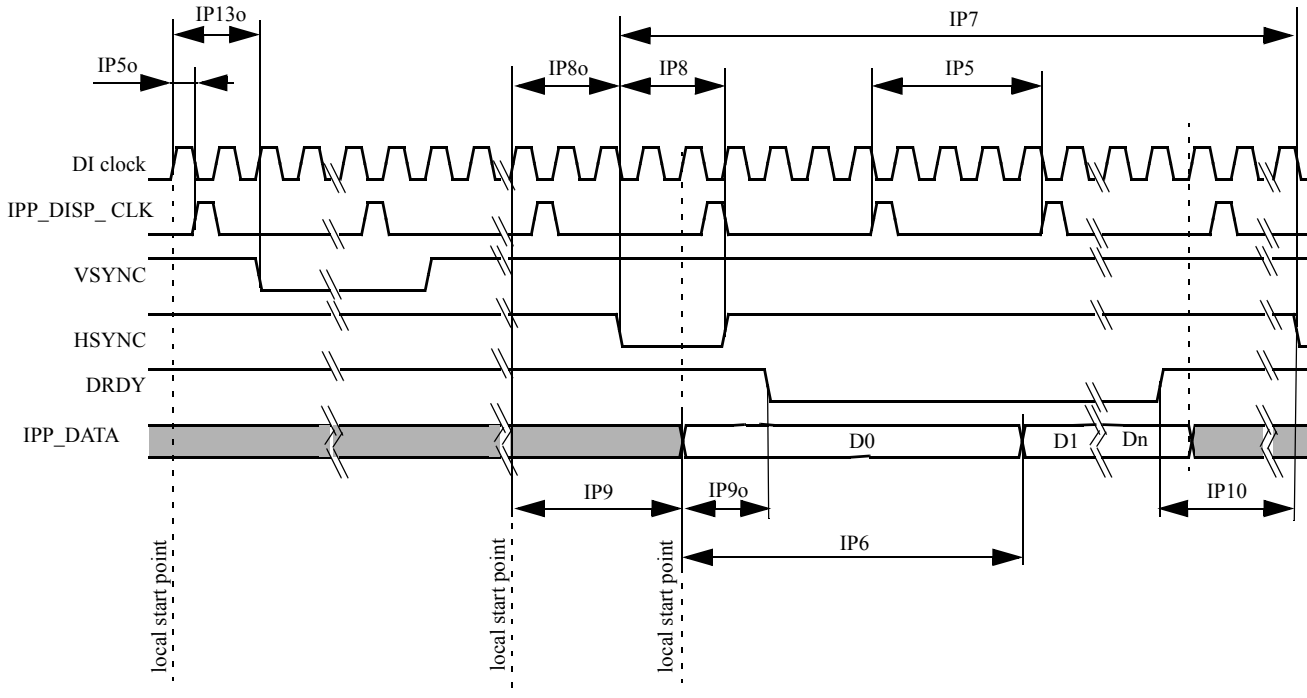 IP13o
IP7
IP5o
IP8o
IP8
IP5
DI clock
IPP_DISP_ CLK
VSYNC
HSYNC
DRDY
IPP_DATA
D0
D1
Dn
IP9
IP9o
IP10
IP6
local start point
local start point
local start point